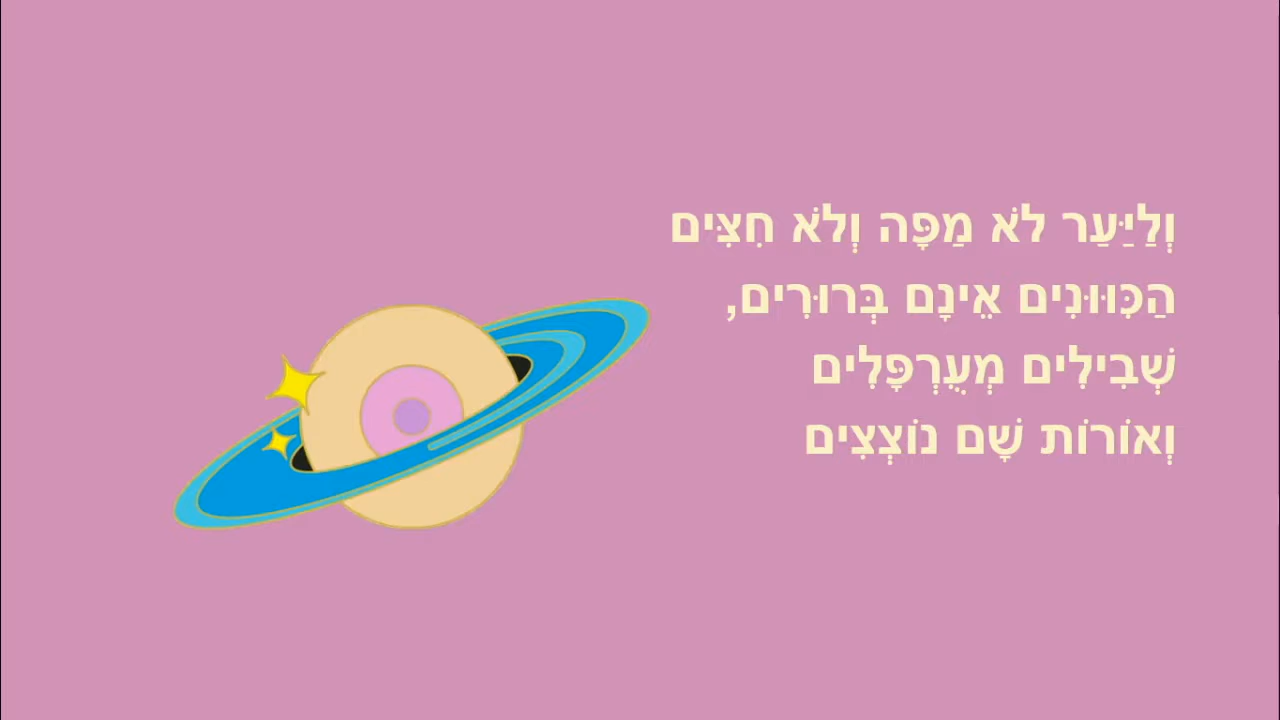 וְלַיַּעַר לֹא מַפָּה וְלֹא חִצִּים
הַכִּוּוּנִים אֵינָם בְּרוּרִים,
שְׁבִילִים מְעֻרְפָּלִים
וְאוֹרוֹת שָׁם נוֹצְצִים